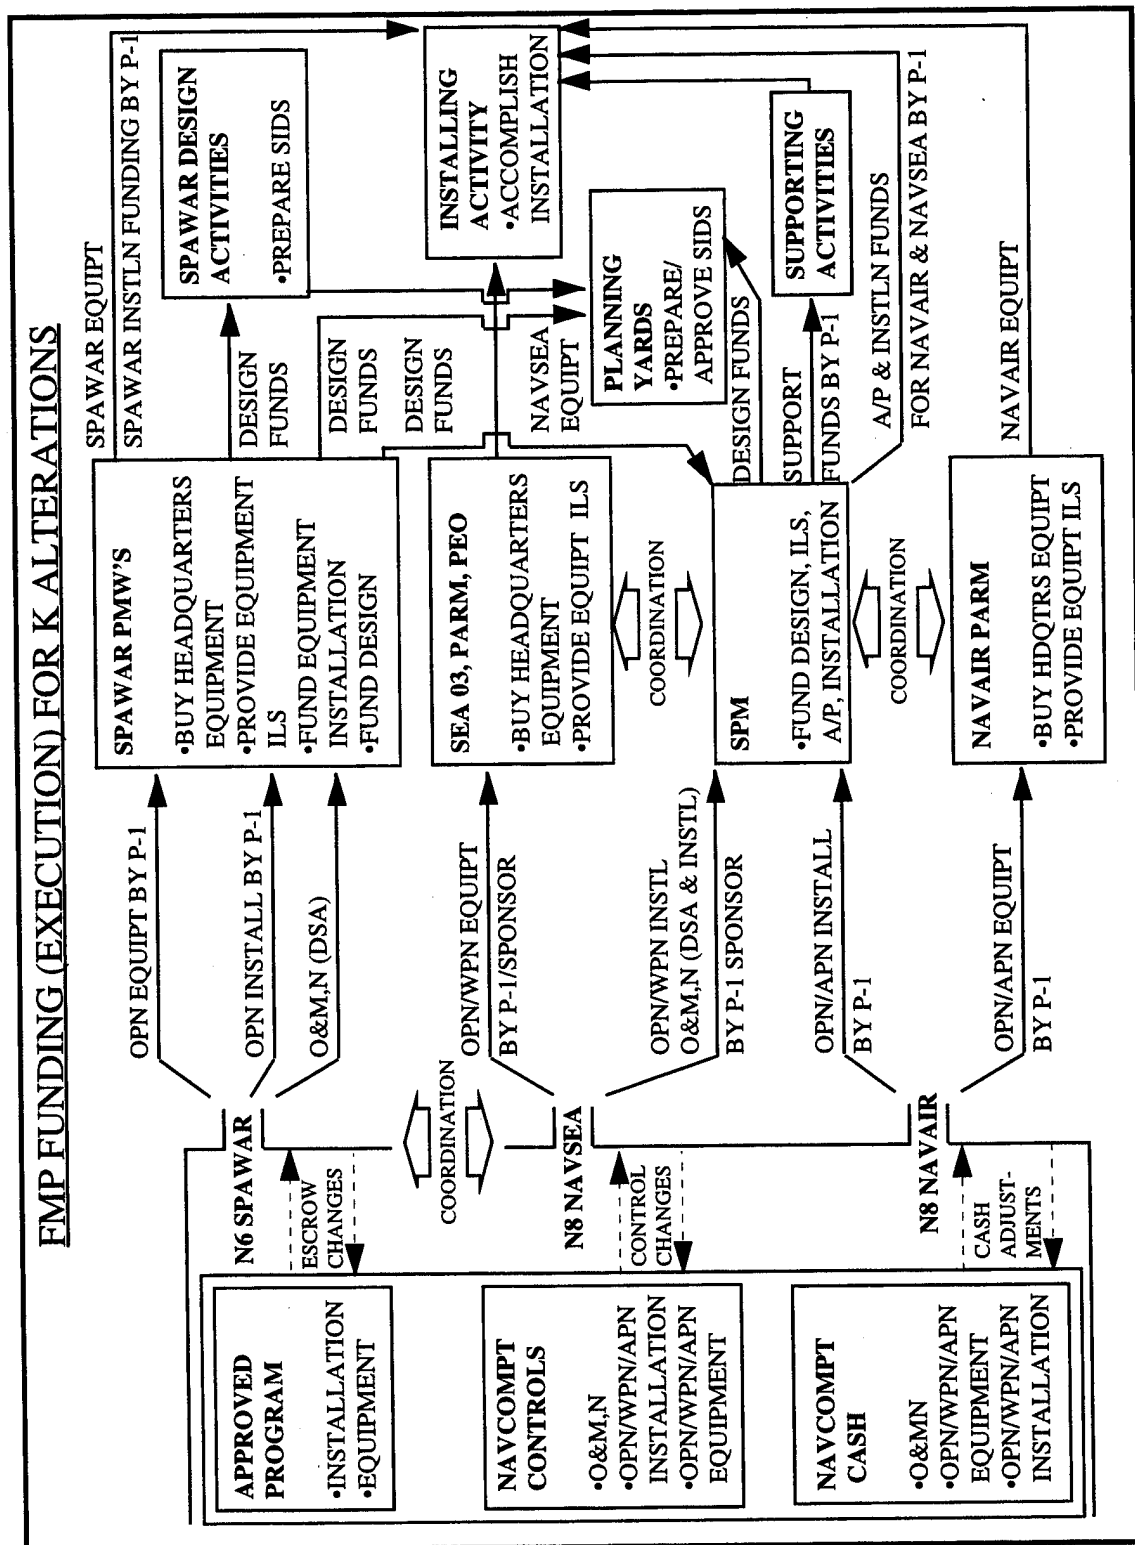 FMP FUNDING (EXECUTION) FOR K ALTERATIONS
APPROVED
PROGRAM
•INSTALLATION
•EQUIPMENT
NAVCOMPT
CONTROLS
•O&M,N
•OPN/WPN/APN
INSTALLATION
•OPN/WPN/APN
EQUIPMENT
NAVCOMPT
CASH
•O&MN
•OPN/WPN/APN
EQUIPMENT
•OPN/WPN/APN
INSTALLATION
ESCROW
CHANGES
CONTROL
CHANGES
CASH
ADJUST-
MENTS
N6 SPAWAR
COORDINATION
N8 NAVSEA
N8 NAVAIR
OPN EQUIPT BY P-1
OPN INSTALL BY P-1
O&M,N (DSA)
OPN/WPN EQUIPT
BY P-1/SPONSOR
OPN/WPN INSTL
O&M,N (DSA & INSTL)
BY P-1 SPONSOR
OPN/APN INSTALL
BY P-1
OPN/APN EQUIPT
BY P-1
SPAWAR PMW'S
•BUY HEADQUARTERS
EQUIPMENT
•PROVIDE EQUIPMENT
ILS
•FUND EQUIPMENT
INSTALLATION
•FUND DESIGN
SEA 03, PARM, PEO
•BUY HEADQUARTERS
EQUIPMENT
•PROVIDE EQUIPT ILS
COORDINATION
SPM
•FUND DESIGN, ILS,
A/P, INSTALLATION
COORDINATION
NAVAIR PARM
•BUY HDQTRS EQUIPT
•PROVIDE EQUIPT ILS
SPAWAR EQUIPT
SPAWAR INSTLN FUNDING BY P-1
DESIGN
FUNDS
DESIGN
FUNDS
DESIGN
FUNDS
NAVSEA
EQUIPT
DESIGN FUNDS
SUPPORT
FUNDS BY P-1
A/P & INSTLN FUNDS
FOR NAVAIR & NAVSEA BY P-1
NAVAIR EQUIPT
SPAWAR DESIGN
ACTIVITIES
•PREPARE SIDS
INSTALLING
ACTIVITY
•ACCOMPLISH
INSTALLATION
PLANNING
YARDS
•PREPARE/
APPROVE SIDS
SUPPORTING
ACTIVITIES